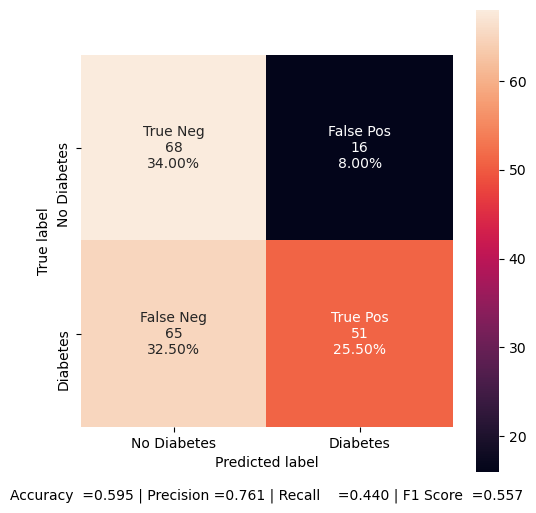 True Neg
68
34.00%
False Pos
16
8.00%
False Neg
65
32.50%
True Pos
51
25.50%
True label
No Diabetes
Diabetes
No Diabetes
Diabetes
Predicted label
60
50
40
30
20
Accuracy  =0.595 | Precision =0.761 | Recall    =0.440 | F1 Score  =0.557